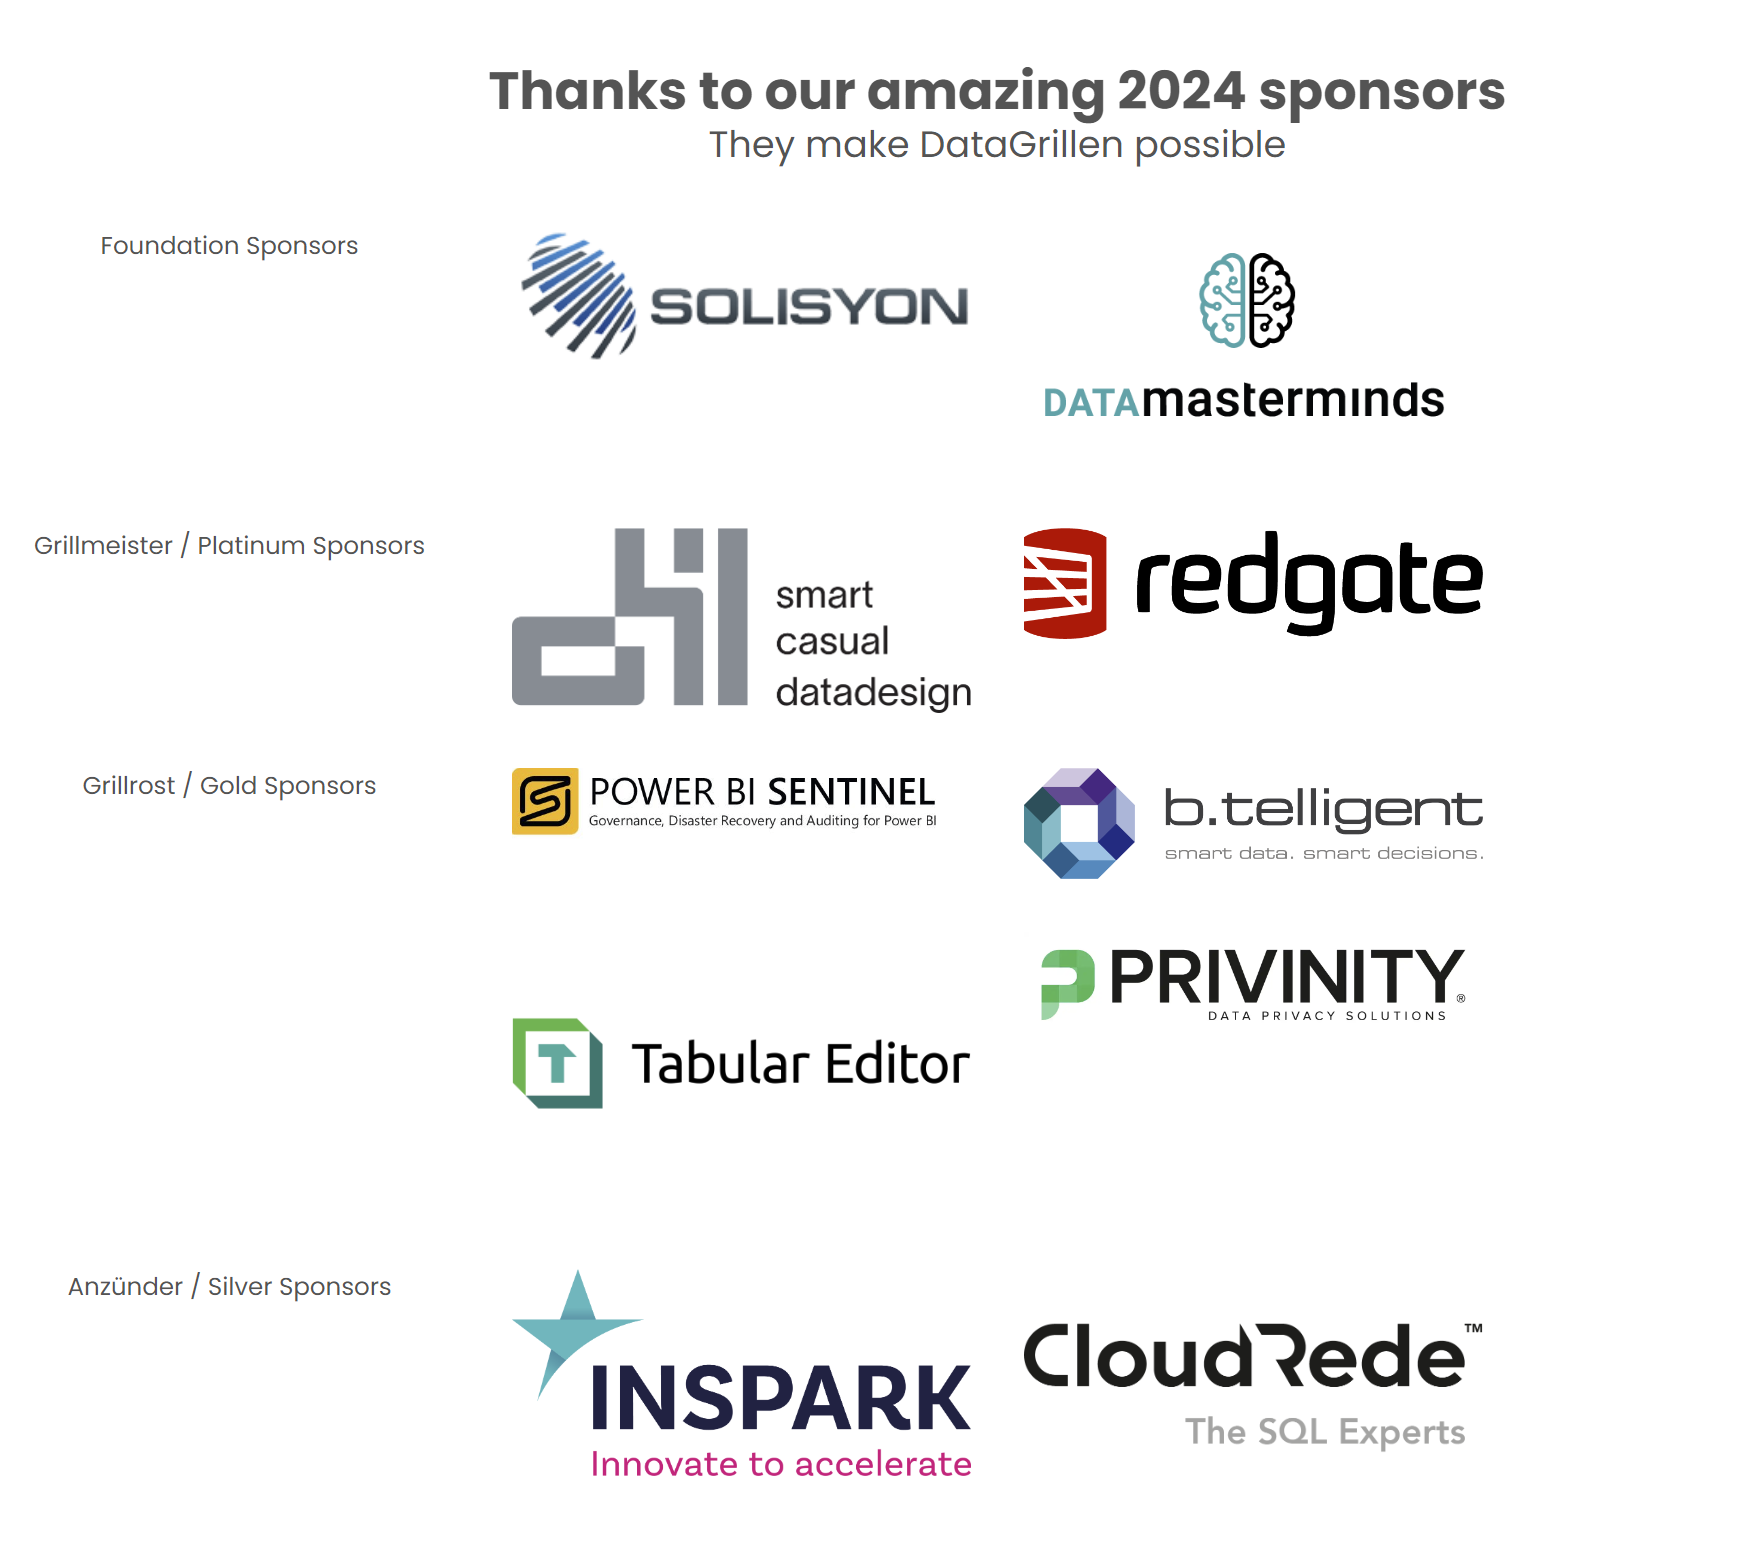 Thanks to our amazing 2024 sponsors
They make DataGrillen possible
Foundation Sponsors
SOLISYON
DATAmastermınds
Grillmeister / Platinum Sponsors
smart
casual
datadesign
redgate
Grillrost / Gold Sponsors
POWER BI SENTINEL
Governance, Disaster Recovery and Auditing for Power BI
b.telligent
smart data. smart decisions.
PRIVINITY®
DATA PRIVACY SOLUTIONS
T
Tabular Editor
Anzünder / Silver Sponsors
INSPARK
Innovate to accelerate
CloudRede™
The SQL Experts